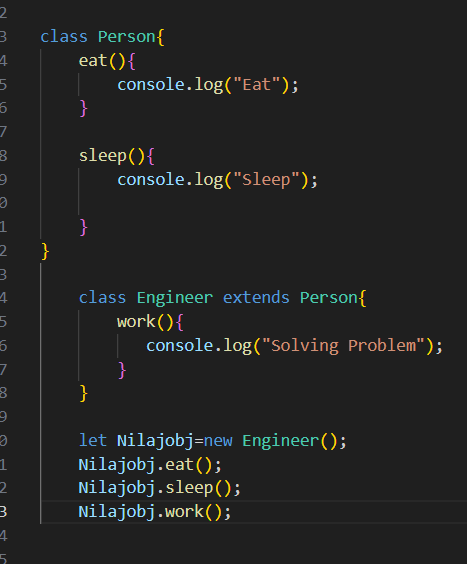 2
3 class Person{
4 eat(){
5 console.log("Eat");
6 }
7
8 sleep(){
9 console.log("Sleep");
0
1 }
2 }
3
4 class Engineer extends Person{
5 work(){
6 console.log("Solving Problem");
7 }
8 }
9
0 let Nilajobj=new Engineer();
1 Nilajobj.eat();
2 Nilajobj.sleep();
3 Nilajobj.work();
4
5